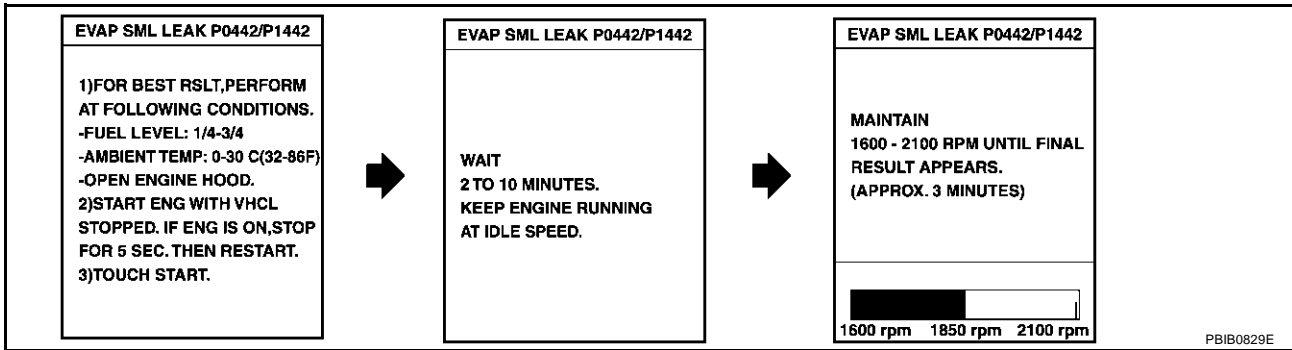 EVAP SML LEAK P0442/P1442
1)FOR BEST RSLT,PERFORM
AT FOLLOWING CONDITIONS.
-FUEL LEVEL: 1/4-3/4
-AMBIENT TEMP: 0-30 C(32-86F)
-OPEN ENGINE HOOD.
2)START ENG WITH VHCL
STOPPED. IF ENG IS ON,STOP
FOR 5 SEC. THEN RESTART.
3)TOUCH START.
EVAP SML LEAK P0442/P1442
WAIT
2 TO 10 MINUTES.
KEEP ENGINE RUNNING
AT IDLE SPEED.
EVAP SML LEAK P0442/P1442
MAINTAIN
1600 - 2100 RPM UNTIL FINAL
RESULT APPEARS.
(APPROX. 3 MINUTES)
1600 rpm 1850 rpm 2100 rpm
PBIB0829E